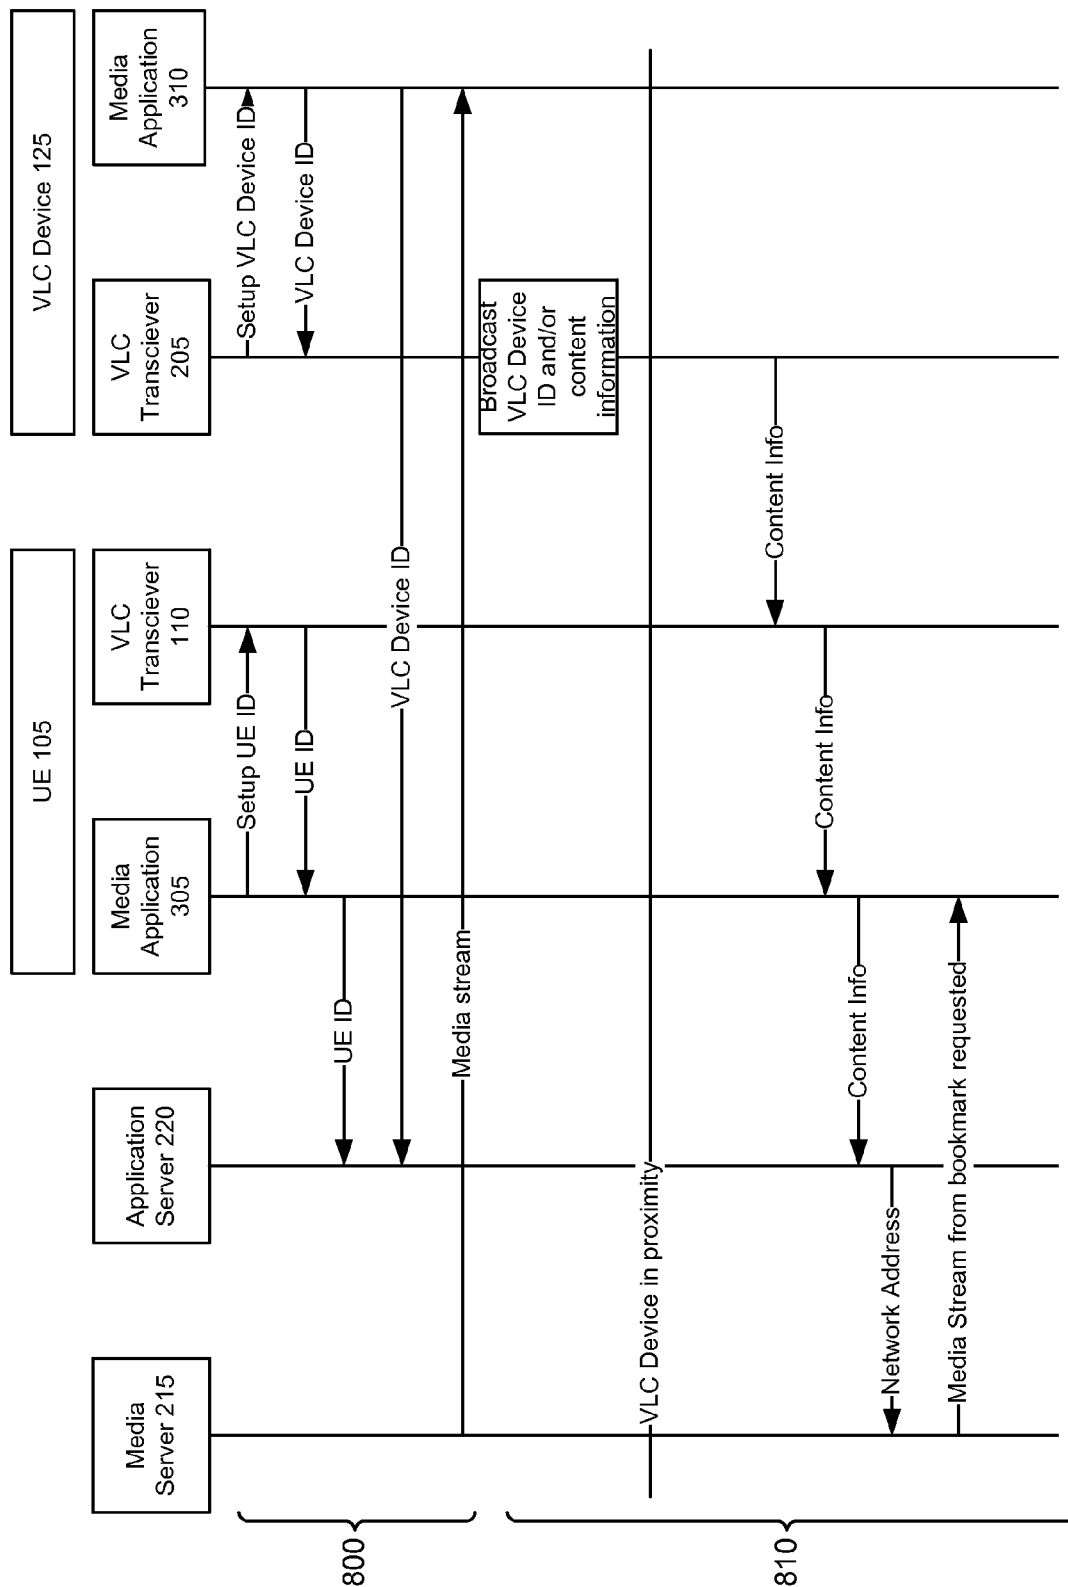 UE 105
VLC Device 125
Media
Server 215
Application
Server 220
Media
Application
305
VLC
Transciever
110
VLC
Transciever
205
Media
Application
310
800
Setup UE ID
Setup VLC Device ID
UE ID
VLC Device ID
UE ID
VLC Device ID
Media stream
810
Broadcast
VLC Device
ID and/or
content
information
VLC Device in proximity
Content Info
Content Info
Content Info
Network Address
Media Stream from bookmark requested